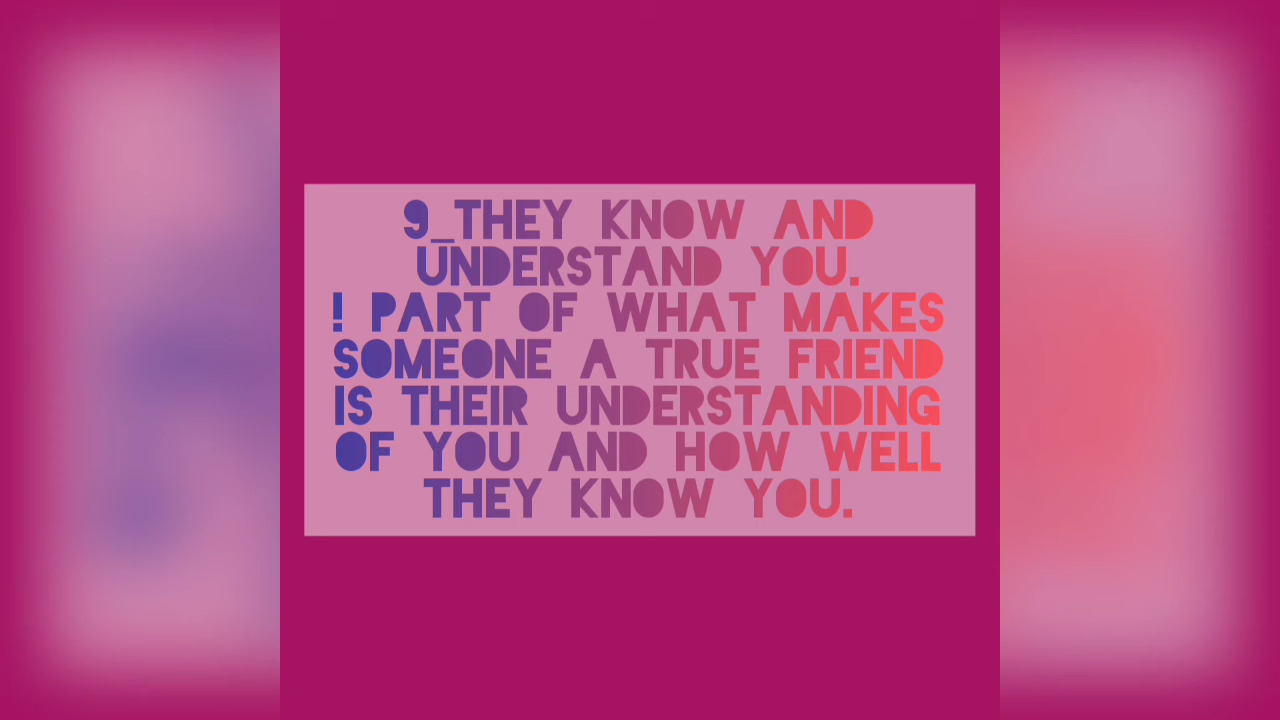 9_THEY KNOW AND
UNDERSTAND YOU.
! PART OF WHAT MAKES
SOMEONE A TRUE FRIEND
IS THEIR UNDERSTANDING
OF YOU AND HOW WELL
THEY KNOW YOU.